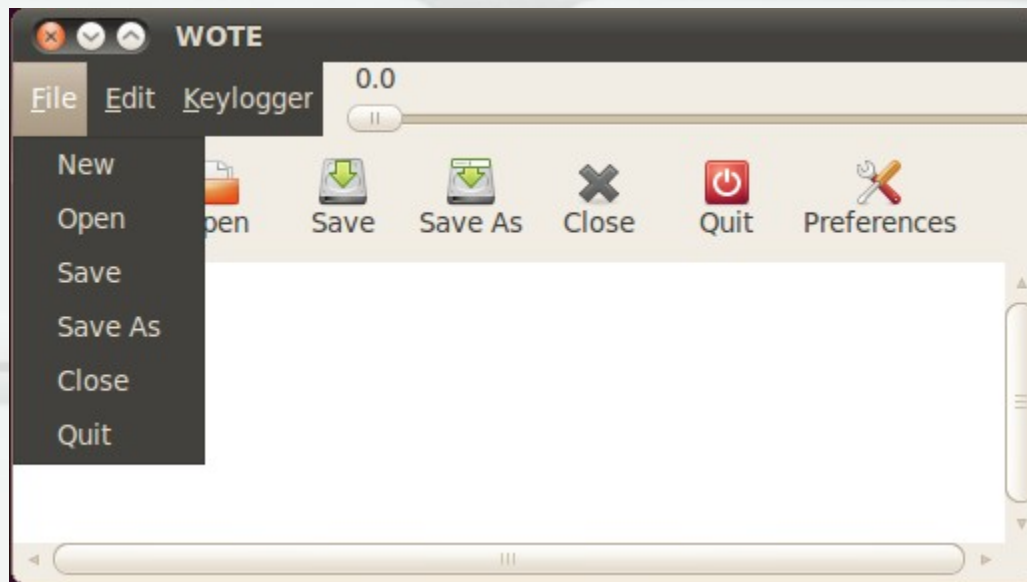 WOTE
File Edit Keylogger 0.0
New
Open
Save
Save As
Close
Quit
pen Save Save As Close Quit Preferences